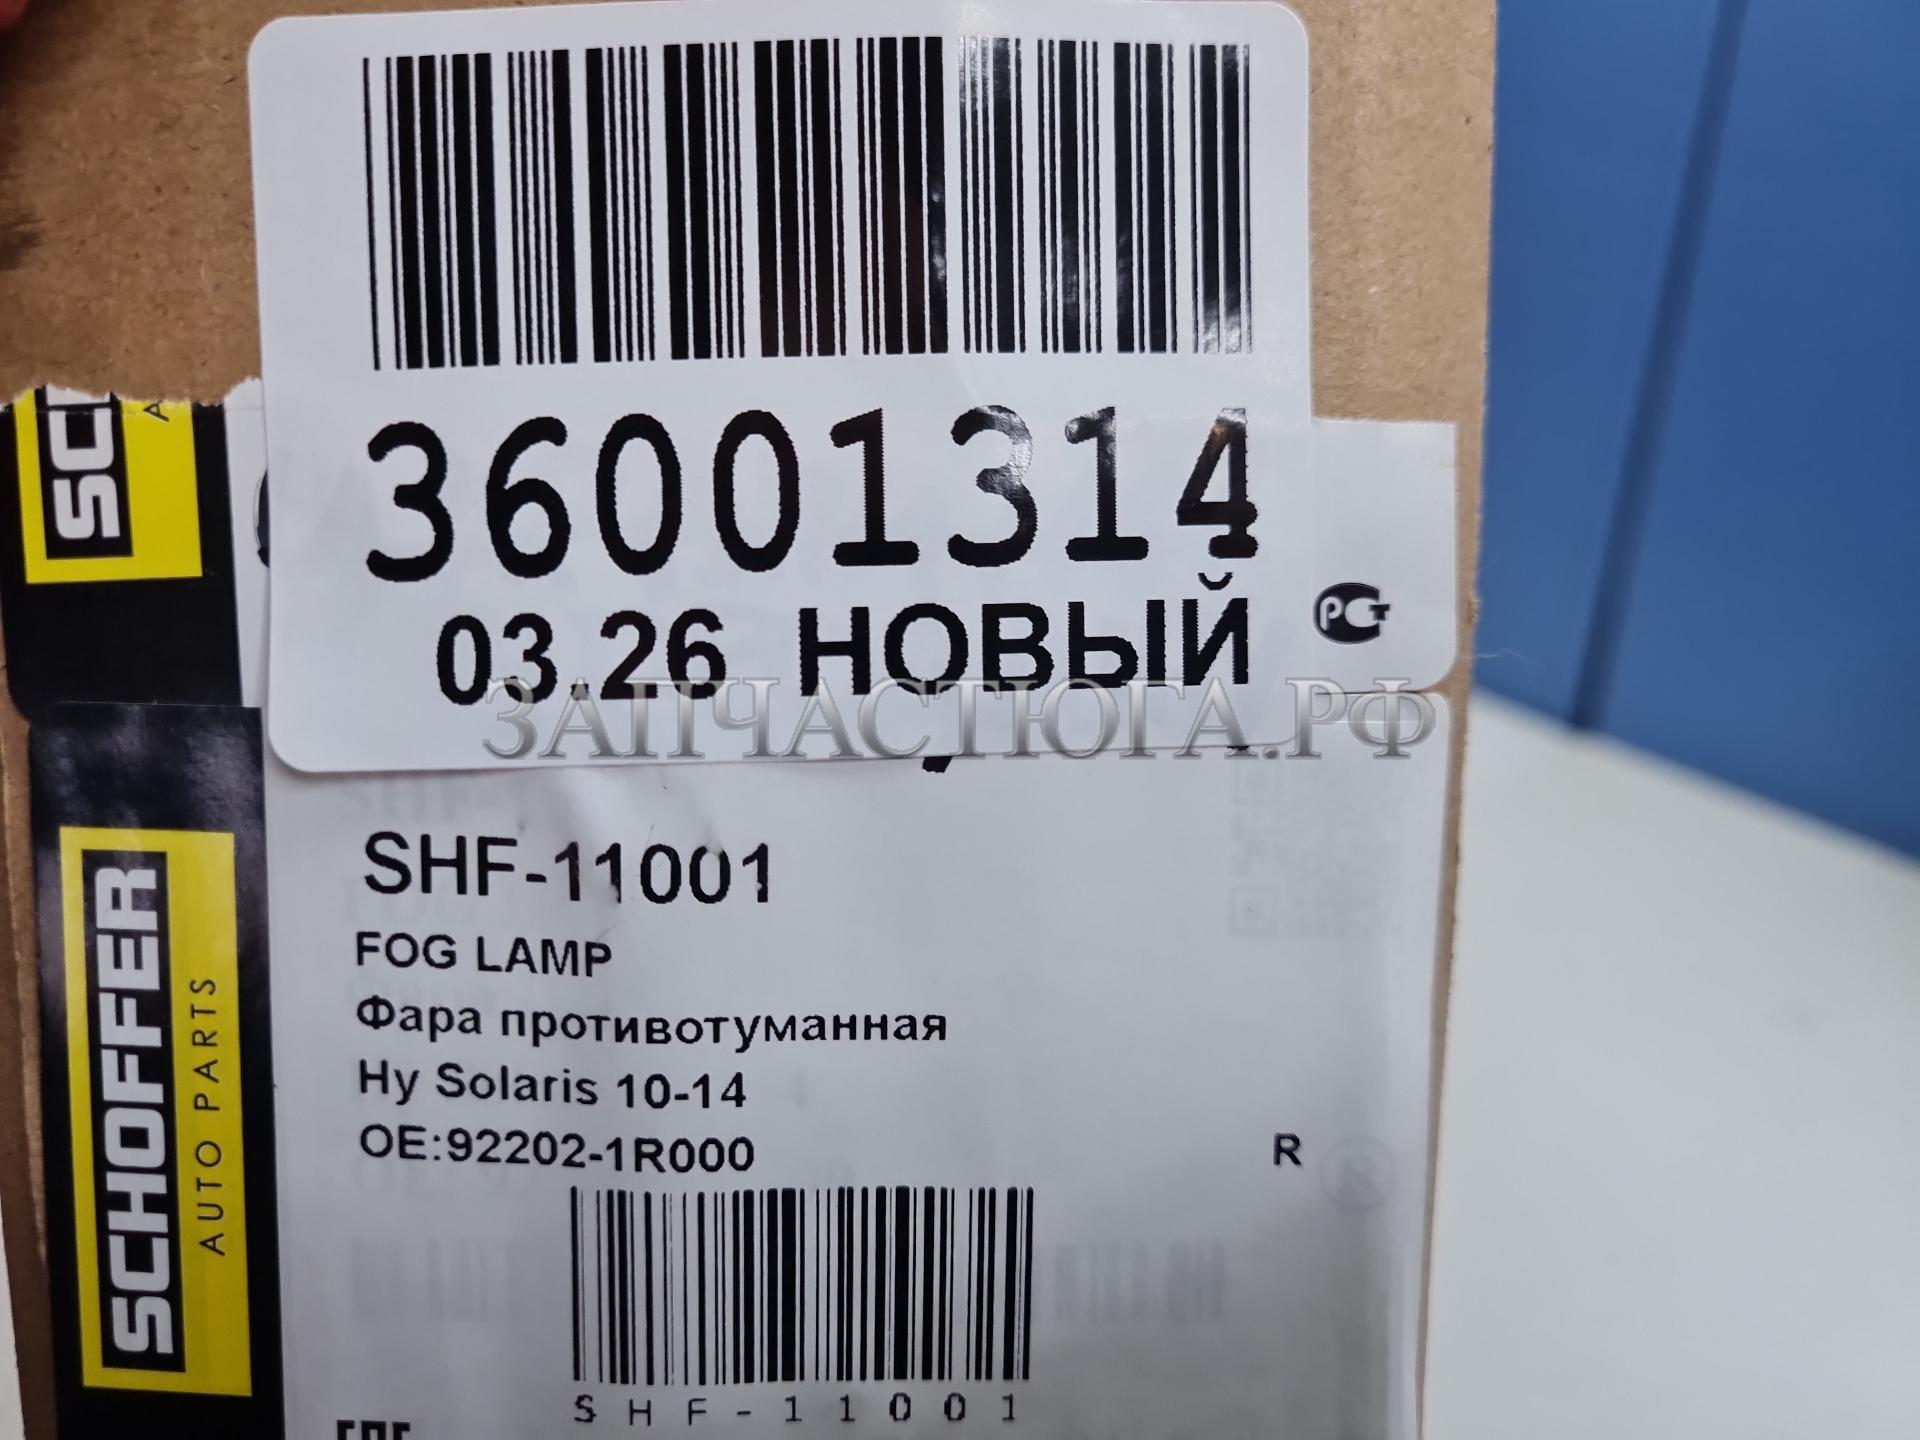 36001314
03.26 НОВЫЙ
ЗАПЧАСТЮГА.РФ
РСТ
SHF-11001
FOG LAMP
Фара противотуманная
Hy Solaris 10-14
OE:92202-1R000
R
SHF-11001
SCHOFFER
AUTO PARTS